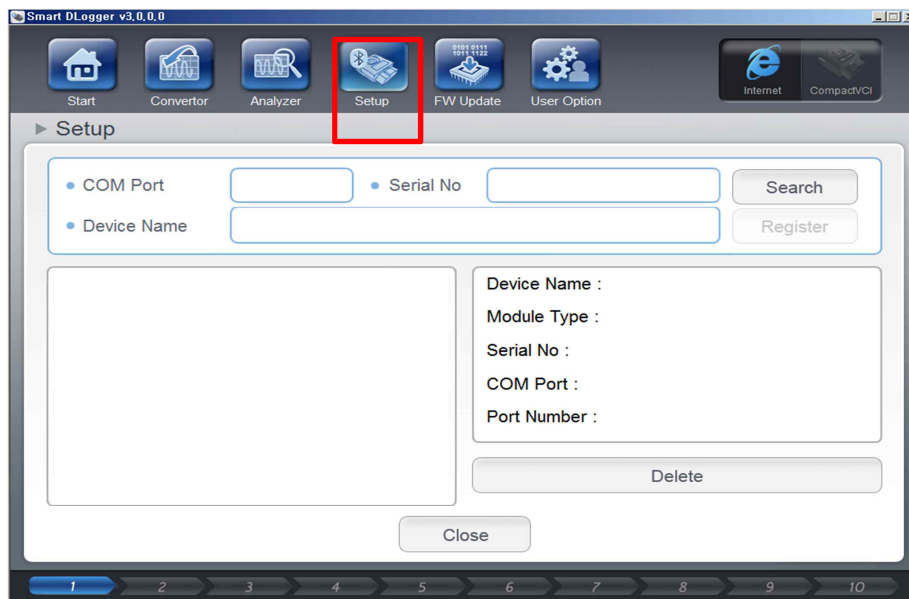 Smart DLogger v3,0,0,0
0101 0111
1011 1122
Start Convertor Analyzer Setup FW Update User Option Internet CompactVCI
Setup
COM Port Serial No Search
Device Name Register
Device Name :
Module Type :
Serial No :
COM Port :
Port Number :
Delete
Close
1 2 3 4 5 6 7 8 9 10